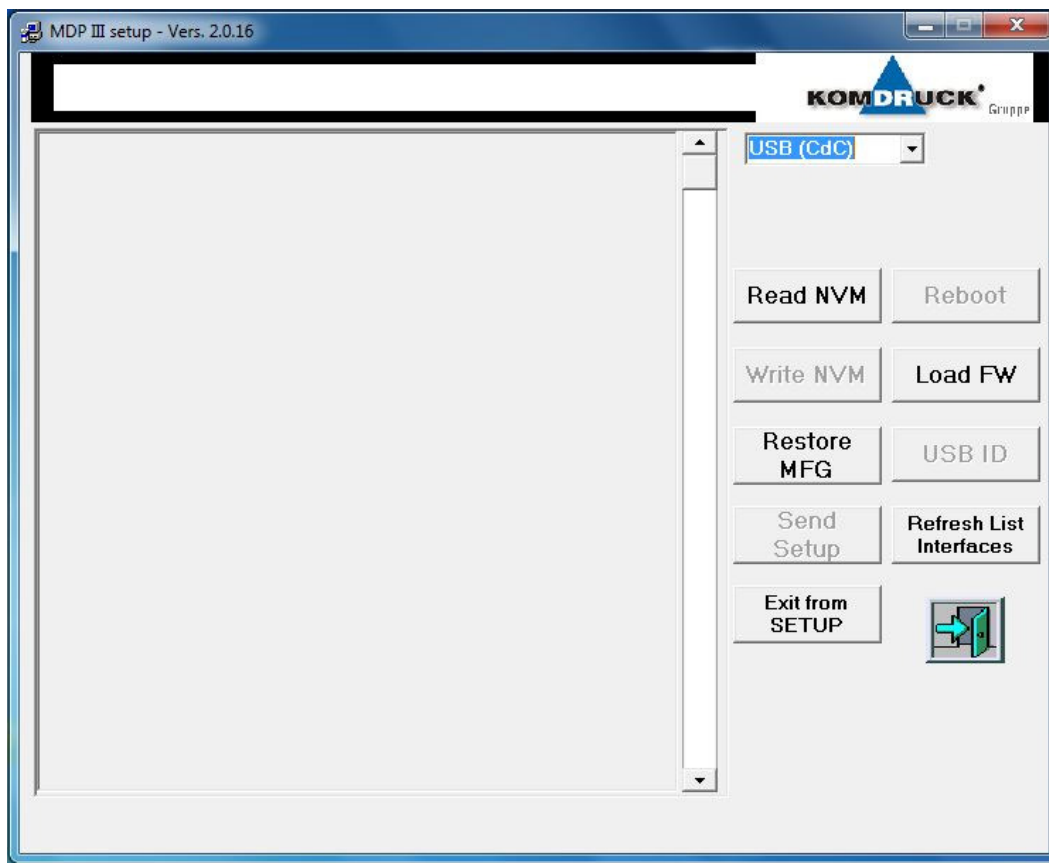 MDP III setup - Vers. 2.0.16
KOMDRUCK
Gruppe
USB (CdC)
Read NVM
Reboot
Write NVM
Load FW
Restore
MFG
USB ID
Send
Setup
Refresh List
Interfaces
Exit from
SETUP